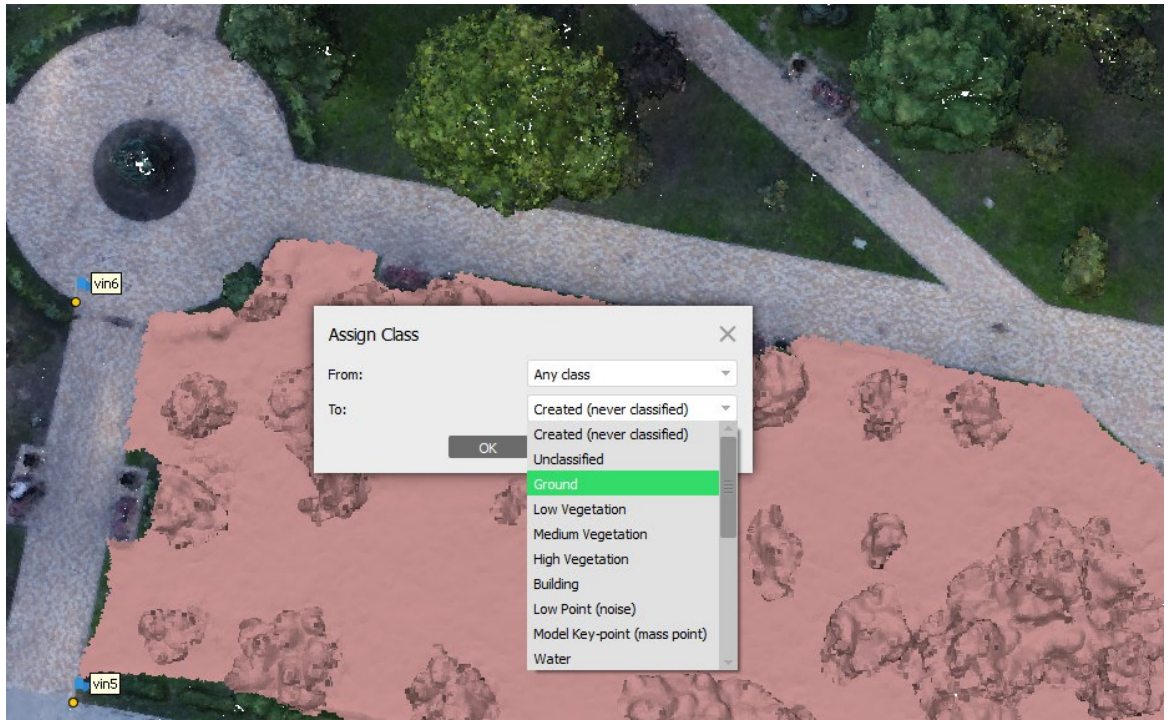 vin6
Assign Class
From:
Any class
To:
Created (never classified)
OK
Created (never classified)
Unclassified
Ground
Low Vegetation
Medium Vegetation
High Vegetation
Building
Low Point (noise)
Model Key-point (mass point)
Water
vin5